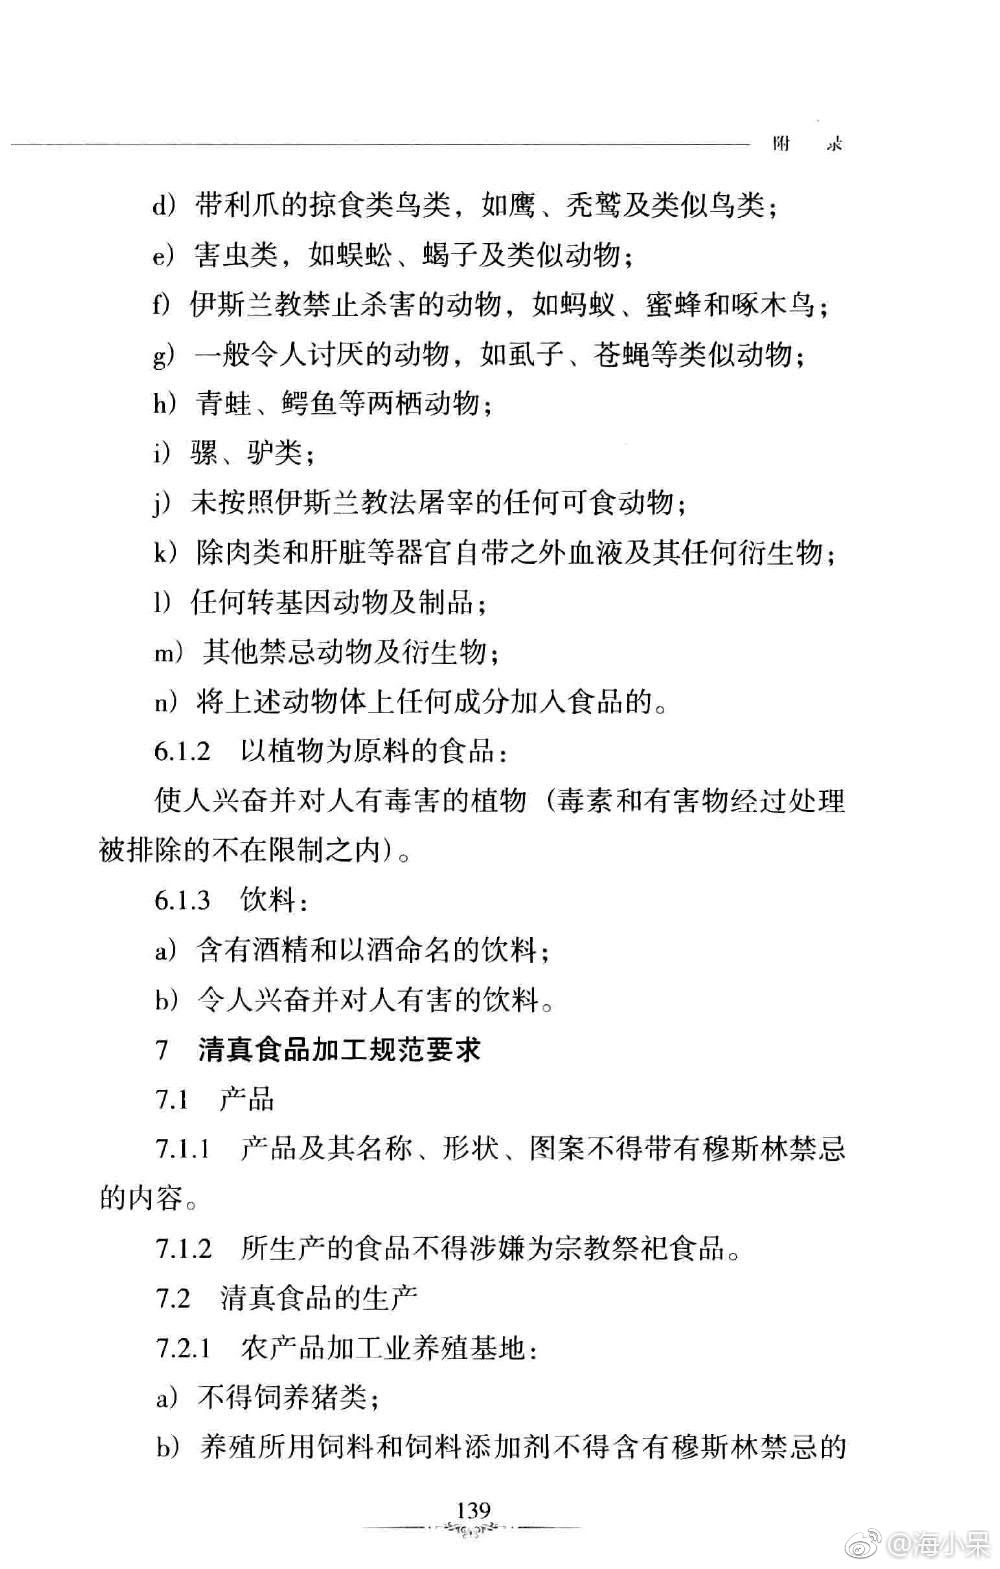 附 录
d) 带利爪的掠食类鸟类，如鹰、秃鹫及类似鸟类；
e) 害虫类，如蜈蚣、蝎子及类似动物；
f) 伊斯兰教禁止杀害的动物，如蚂蚁、蜜蜂和啄木鸟；
g) 一般令人讨厌的动物，如虱子、苍蝇等类似动物；
h) 青蛙、鳄鱼等两栖动物；
i) 骡、驴类；
j) 未按照伊斯兰教法屠宰的任何可食动物；
k) 除肉类和肝脏等器官自带之外血液及其任何衍生物；
l) 任何转基因动物及制品；
m) 其他禁忌动物及衍生物；
n) 将上述动物体上任何成分加入食品的。
6.1.2 以植物为原料的食品：
使人兴奋并对人有毒害的植物（毒素和有害物经过处理
被排除的不在限制之内）。
6.1.3 饮料：
a) 含有酒精和以酒命名的饮料；
b) 令人兴奋并对人有害的饮料。
7 清真食品加工规范要求
7.1 产品
7.1.1 产品及其名称、形状、图案不得带有穆斯林禁忌
的内容。
7.1.2 所生产的食品不得涉嫌为宗教祭祀食品。
7.2 清真食品的生产
7.2.1 农产品加工业养殖基地：
a) 不得饲养猪类；
b) 养殖所用饲料和饲料添加剂不得含有穆斯林禁忌的
139
@海小呆